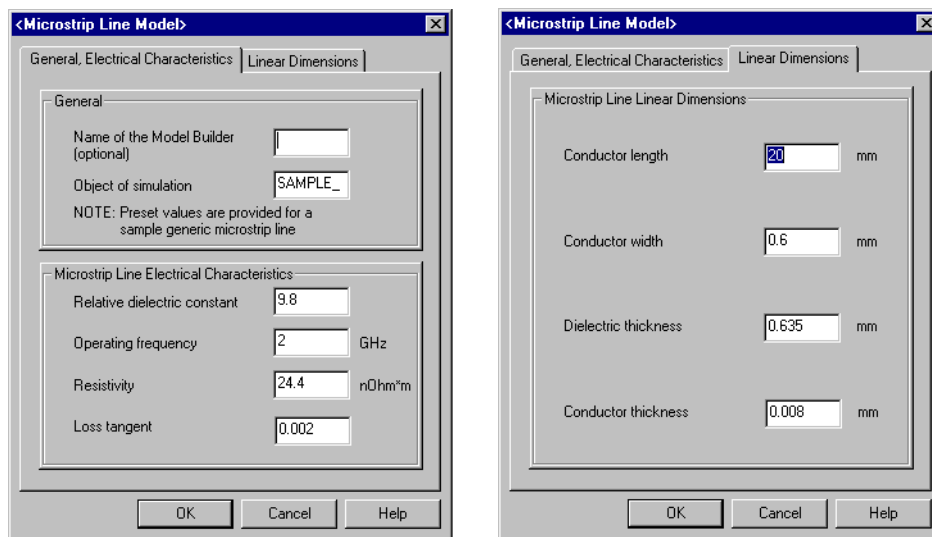 <Microstrip Line Model>
General, Electrical Characteristics
Linear Dimensions
General
Name of the Model Builder
(optional)
Object of simulation
SAMPLE_
NOTE: Preset values are provided for a
sample generic microstrip line
Microstrip Line Electrical Characteristics
Relative dielectric constant 9.8
Operating frequency 2 GHz
Resistivity 24.4 nOhm*m
Loss tangent 0.002
OK
Cancel
Help
<Microstrip Line Model>
General, Electrical Characteristics
Linear Dimensions
Microstrip Line Linear Dimensions
Conductor length 20 mm
Conductor width 0.6 mm
Dielectric thickness 0.635 mm
Conductor thickness 0.008 mm
OK
Cancel
Help